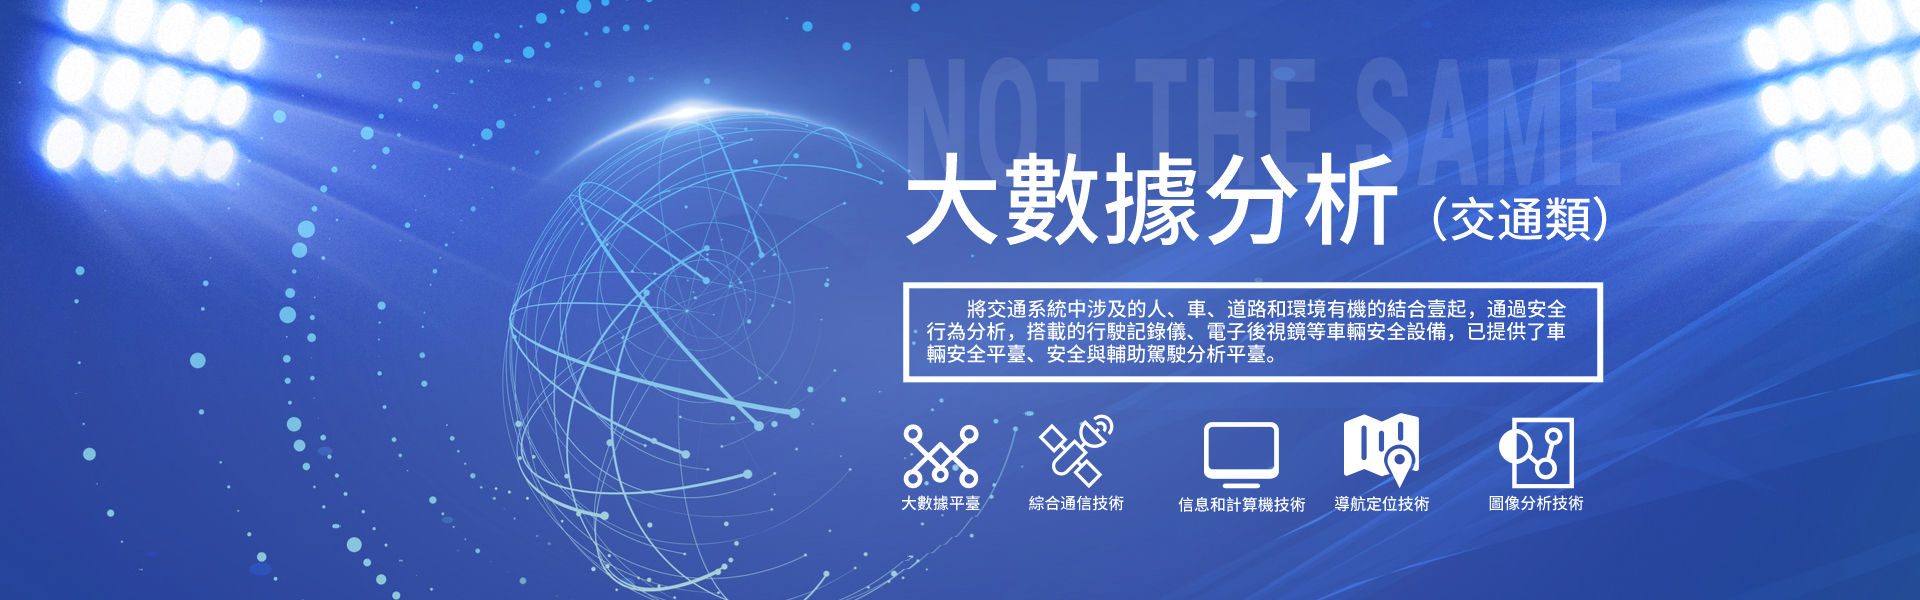 NOT THE SAME
大數據分析（交通類）
將交通系統中涉及的人、車、道路和環境有機的結合壹起，通過安全
行為分析，搭載的行駛記錄儀、電子後視鏡等車輛安全設備，已提供了車
輛安全平臺、安全與輔助駕駛分析平臺。
大數據平臺
綜合通信技術
信息和計算機技術
導航定位技術
圖像分析技術